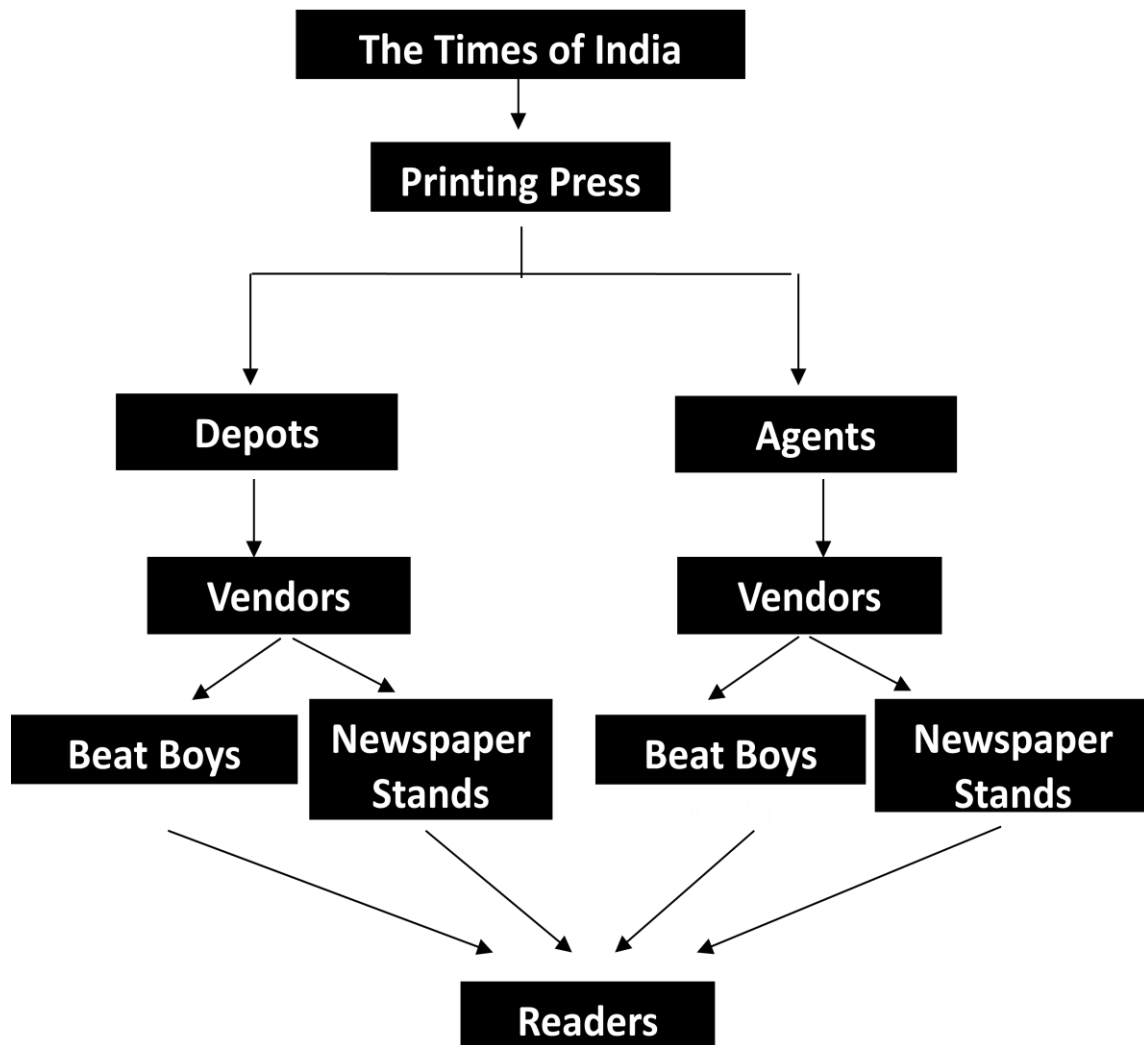 The Times of India
Printing Press
Depots
Agents
Vendors
Vendors
Beat Boys
Newspaper
Stands
Beat Boys
Newspaper
Stands
Readers